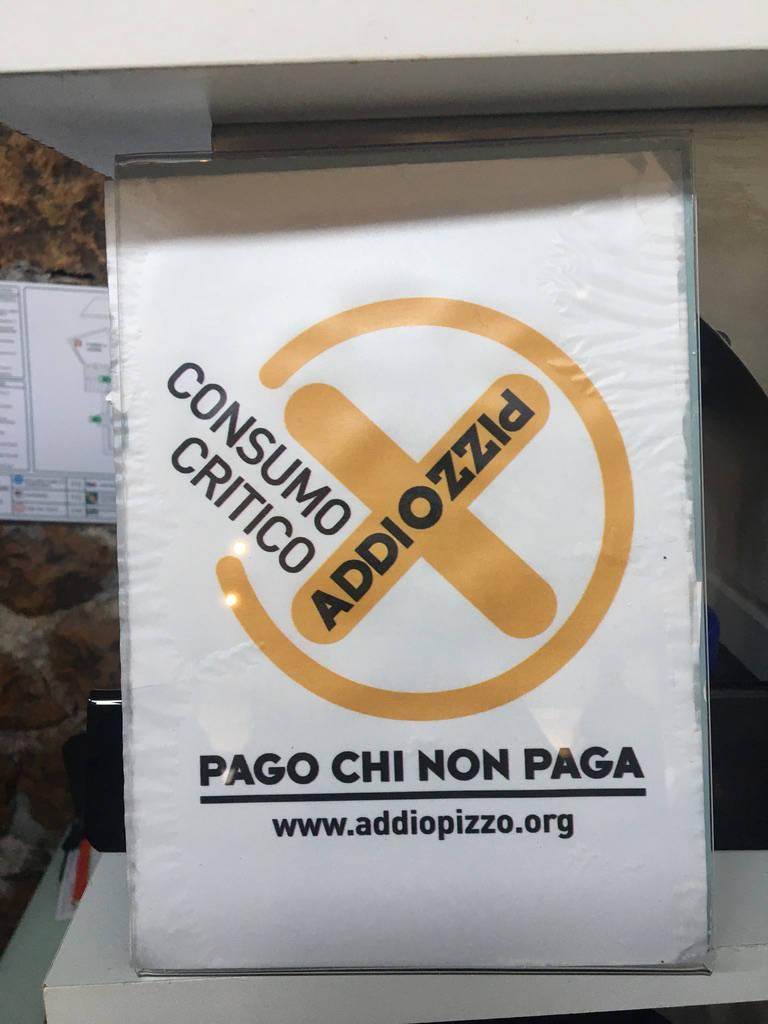 CONSUMO
CRITICO
ADDIOPIZZO
PAGO CHI NON PAGA
www.addiopizzo.org